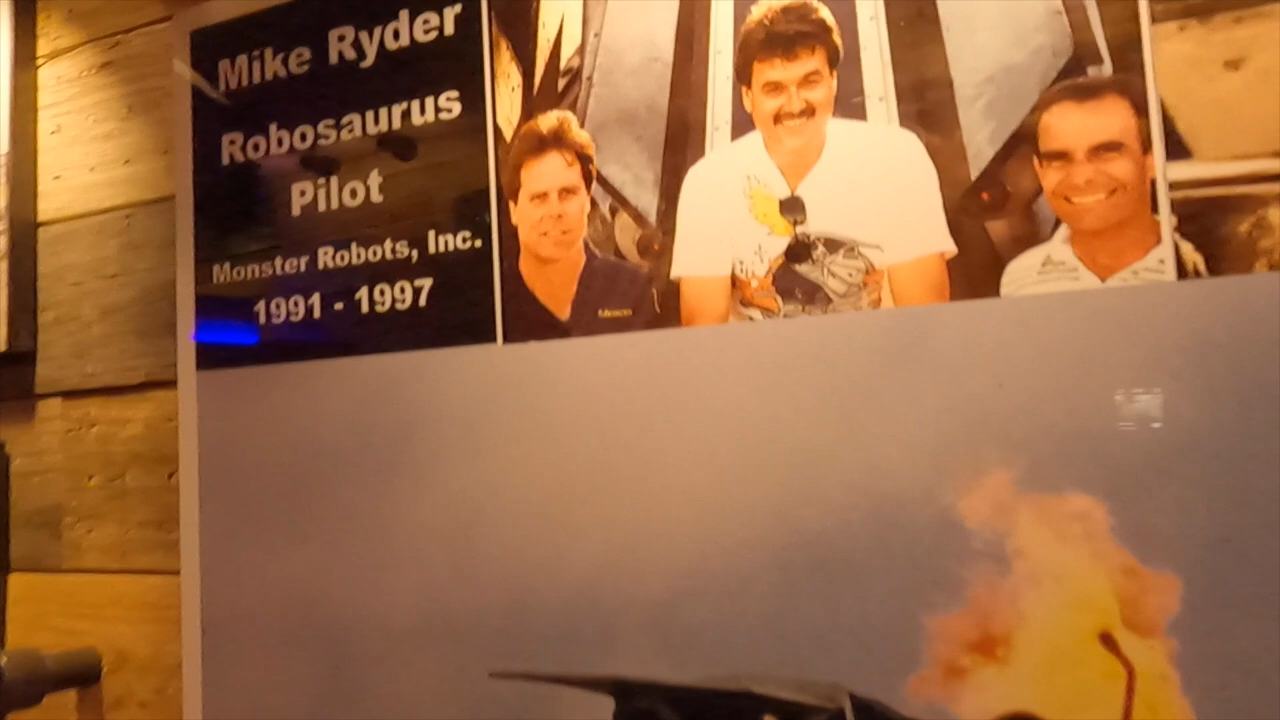 Mike Ryder
Robosaurus
Pilot
Monster Robots, Inc.
1991 - 1997